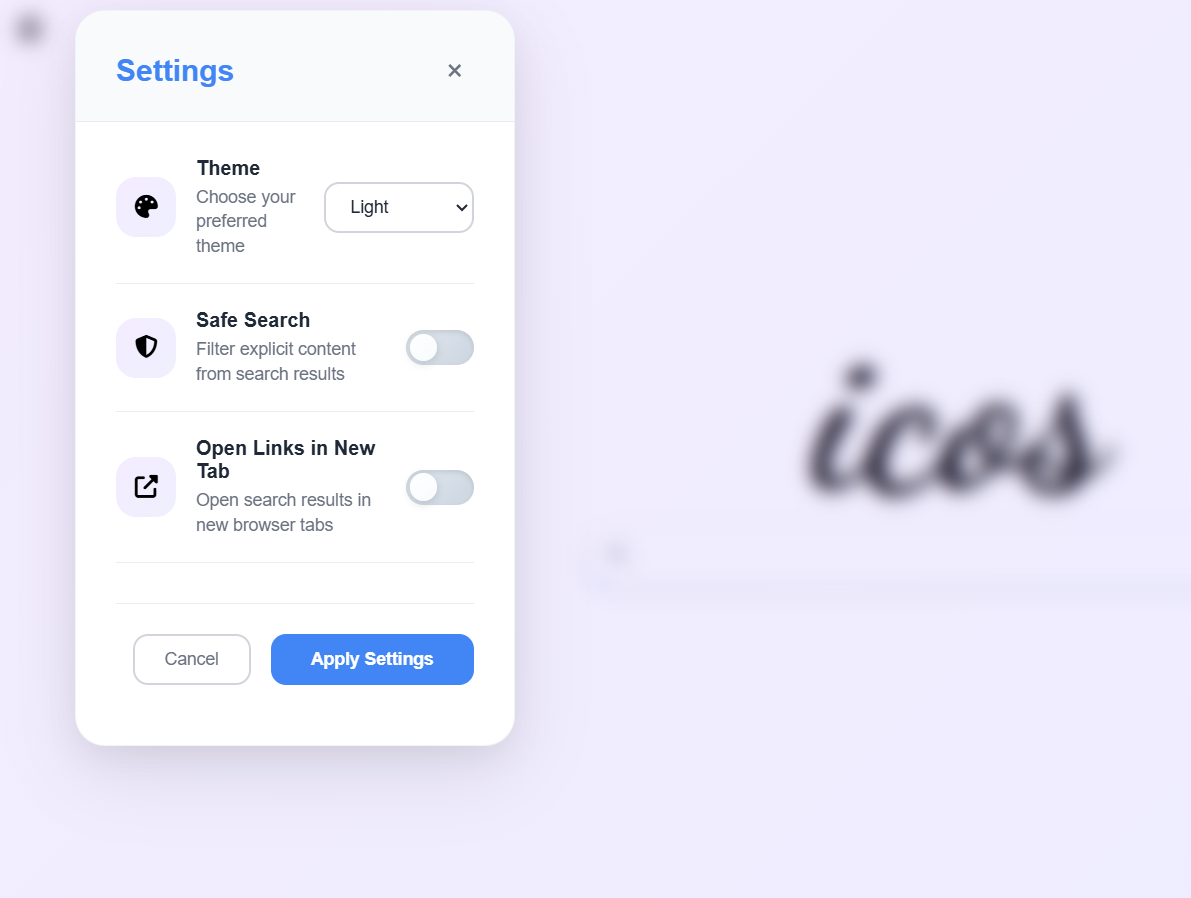 Settings
Theme
Choose your
preferred
theme
Light
Safe Search
Filter explicit content
from search results
Open Links in New
Tab
Open search results in
new browser tabs
Cancel
Apply Settings
icos